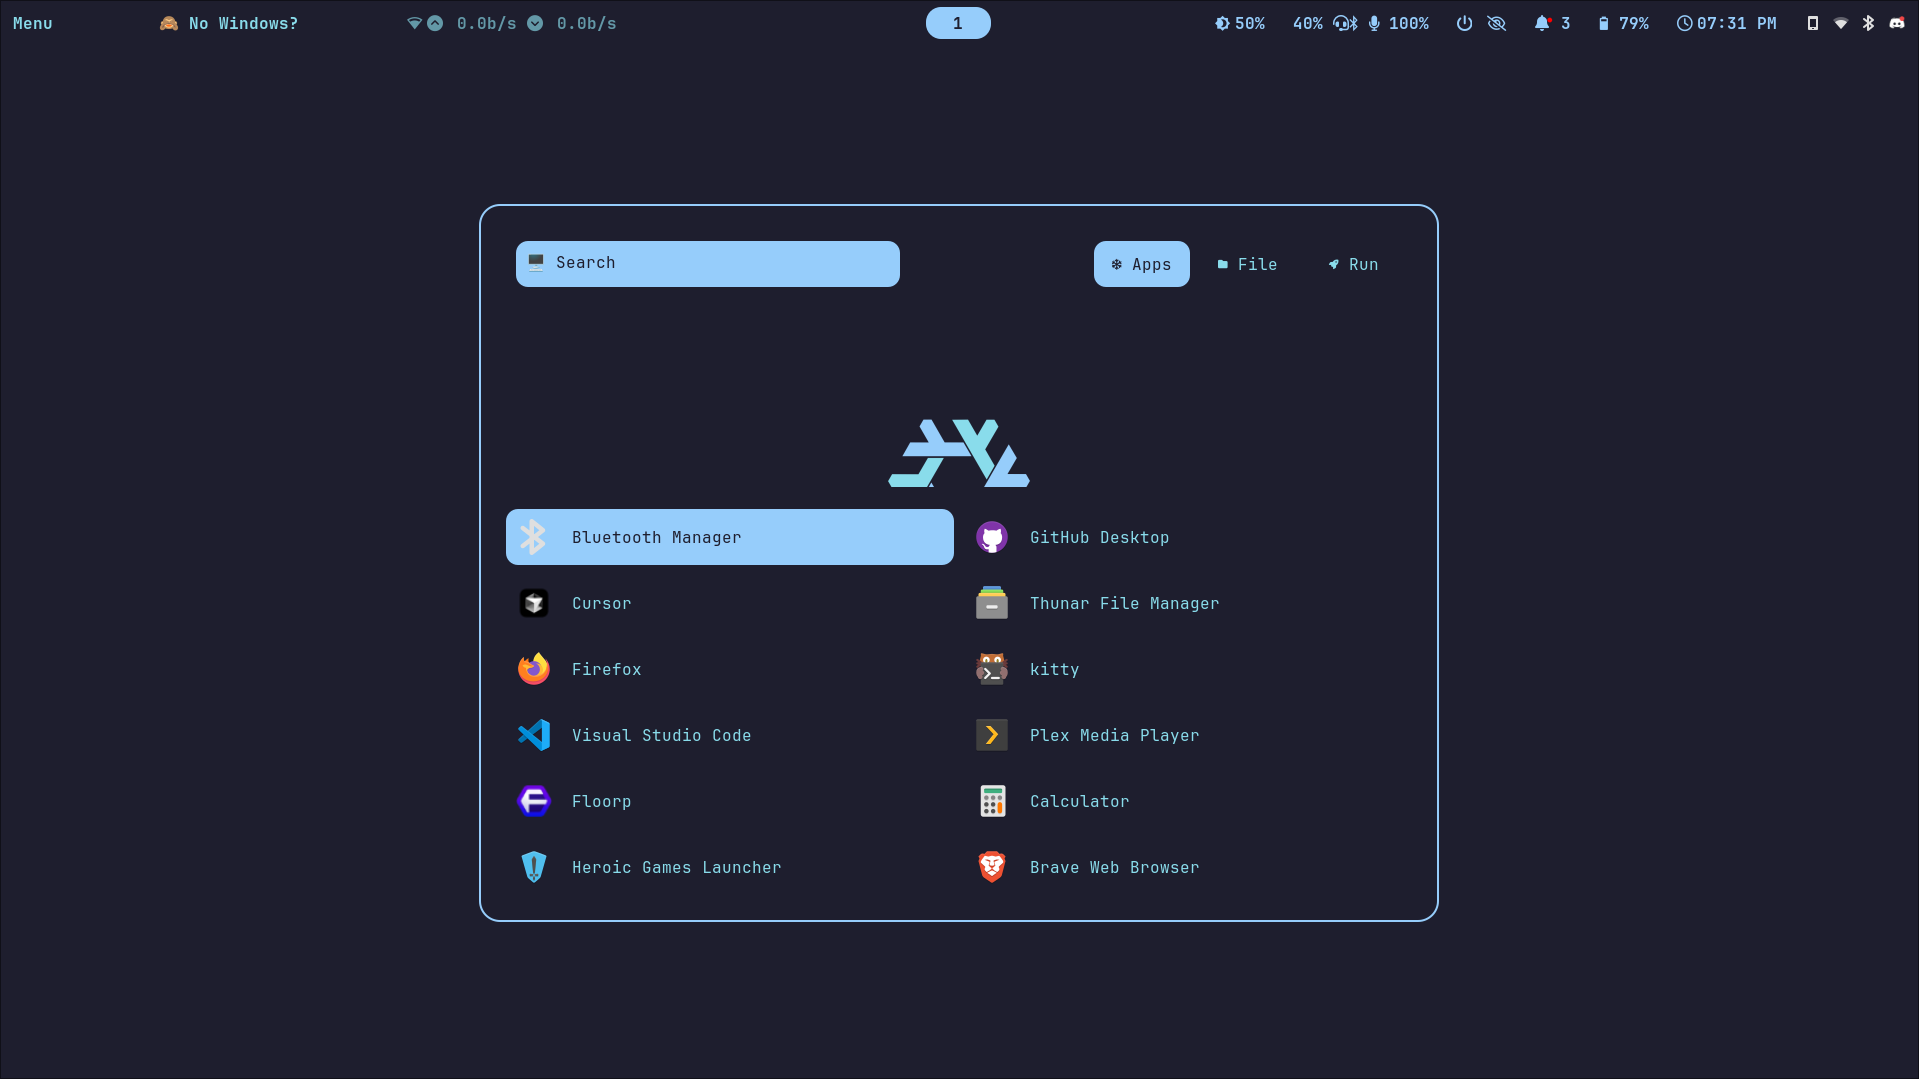 Menu No Windows? 0.0b/s 0.0b/s 1 50% 40% 100% 3 79% 07:31 PM
Search Apps File Run
Bluetooth Manager GitHub Desktop
Cursor Thunar File Manager
Firefox kitty
Visual Studio Code Plex Media Player
Floorp Calculator
Heroic Games Launcher Brave Web Browser